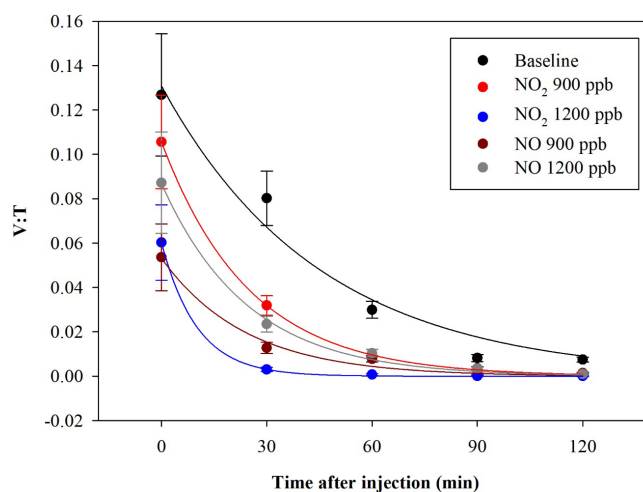 0.16
0.14
0.12
0.10
0.08
0.06
0.04
0.02
0.00
-0.02
V:T
0 30 60 90 120
Time after injection (min)
Baseline
NO₂ 900 ppb
NO₂ 1200 ppb
NO 900 ppb
NO 1200 ppb